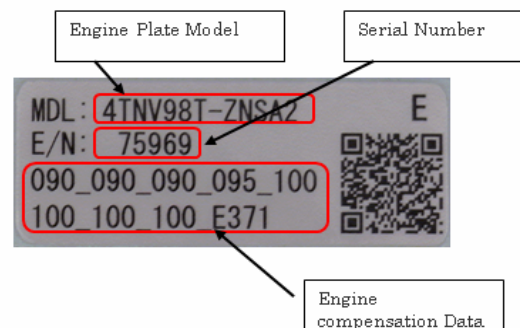 Engine Plate Model
Serial Number
MDL: 4TNV98T-ZNSA2
E
E/N: 75969
090_090_090_095_100
100_100_100_E371
Engine
compensation Data